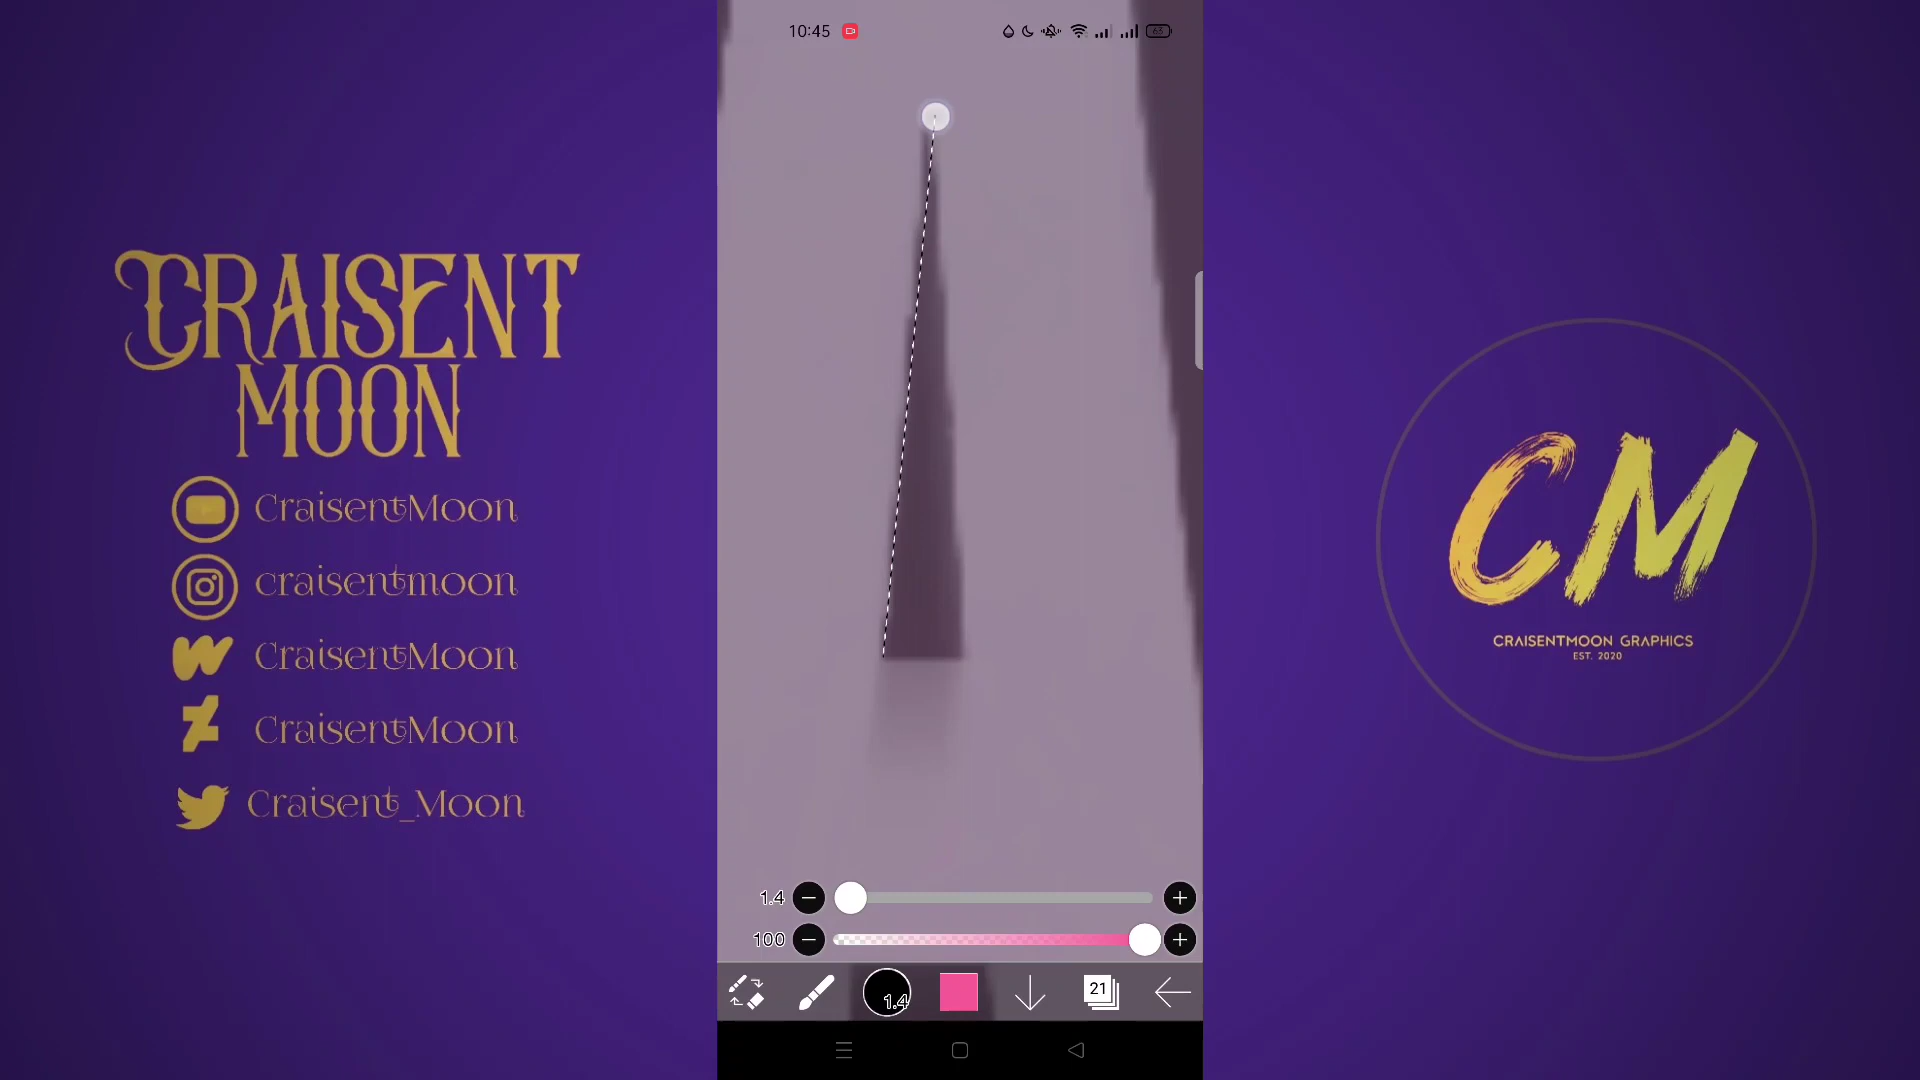 10:45
63
CRAISENT
MOON
CraisentMoon
craisentmoon
CraisentMoon
CraisentMoon
Craisent_Moon
CM
CRAISENTMOON GRAPHICS
EST. 2020
1.4
100
1.4
21